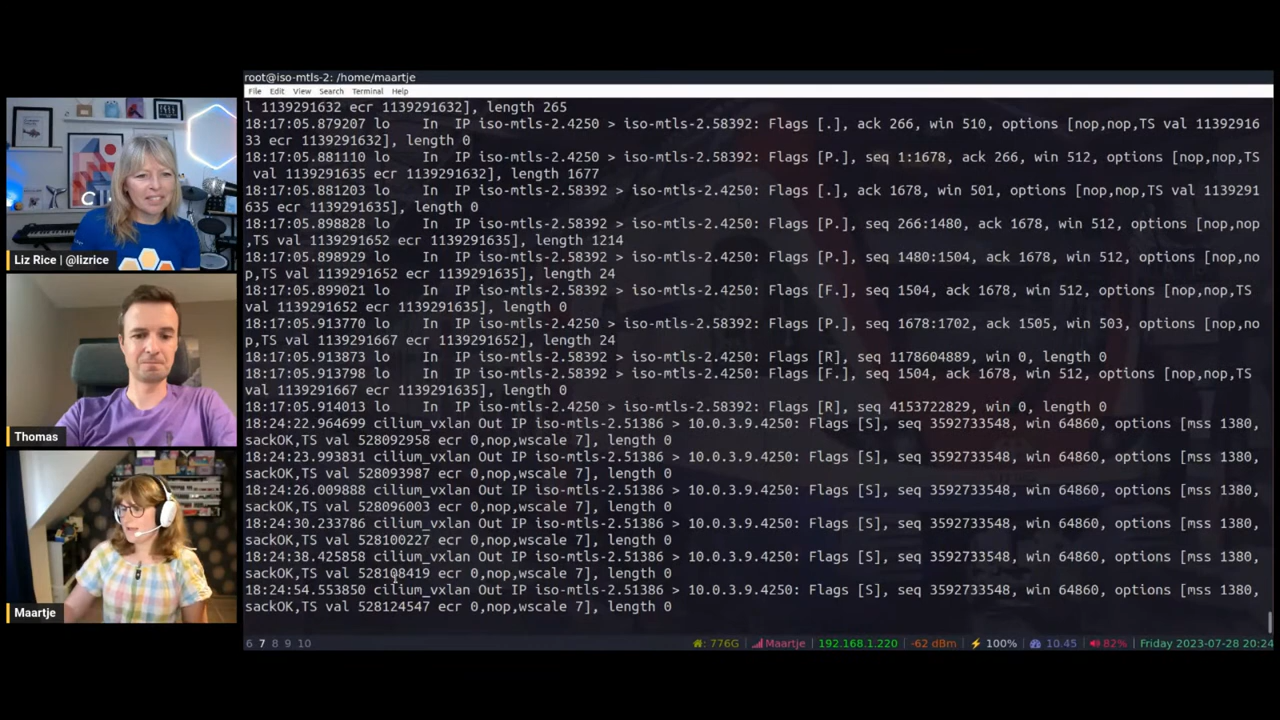 root@iso-mtls-2: /home/maartje
File Edit View Search Terminal Help
l 1139291632 ecr 1139291632], length 265
18:17:05.879207 lo In IP iso-mtls-2.4250 > iso-mtls-2.58392: Flags [.], ack 266, win 510, options [nop,nop,TS val 11392916
33 ecr 1139291632], length 0
18:17:05.881110 lo In IP iso-mtls-2.4250 > iso-mtls-2.58392: Flags [P.], seq 1:1678, ack 266, win 512, options [nop,nop,TS
val 1139291635 ecr 1139291632], length 1677
18:17:05.881203 lo In IP iso-mtls-2.58392 > iso-mtls-2.4250: Flags [.], ack 1678, win 501, options [nop,nop,TS val 1139291
635 ecr 1139291635], length 0
18:17:05.898828 lo In IP iso-mtls-2.58392 > iso-mtls-2.4250: Flags [P.], seq 266:1480, ack 1678, win 512, options [nop,nop
,TS val 1139291652 ecr 1139291635], length 1214
18:17:05.898929 lo In IP iso-mtls-2.58392 > iso-mtls-2.4250: Flags [P.], seq 1480:1504, ack 1678, win 512, options [nop,no
p,TS val 1139291652 ecr 1139291635], length 24
18:17:05.899021 lo In IP iso-mtls-2.58392 > iso-mtls-2.4250: Flags [F.], seq 1504, ack 1678, win 512, options [nop,nop,TS
val 1139291652 ecr 1139291635], length 0
18:17:05.913770 lo In IP iso-mtls-2.4250 > iso-mtls-2.58392: Flags [P.], seq 1678:1702, ack 1505, win 503, options [nop,no
p,TS val 1139291667 ecr 1139291652], length 24
18:17:05.913873 lo In IP iso-mtls-2.58392 > iso-mtls-2.4250: Flags [R], seq 1178604889, win 0, length 0
18:17:05.913798 lo In IP iso-mtls-2.58392 > iso-mtls-2.4250: Flags [F.], seq 1504, ack 1678, win 512, options [nop,nop,TS
val 1139291667 ecr 1139291635], length 0
18:17:05.914013 lo In IP iso-mtls-2.4250 > iso-mtls-2.58392: Flags [R], seq 4153722829, win 0, length 0
18:24:22.964699 cilium_vxlan Out IP iso-mtls-2.51386 > 10.0.3.9.4250: Flags [S], seq 3592733548, win 64860, options [mss 1380,
sackOK,TS val 528092958 ecr 0,nop,wscale 7], length 0
18:24:23.993831 cilium_vxlan Out IP iso-mtls-2.51386 > 10.0.3.9.4250: Flags [S], seq 3592733548, win 64860, options [mss 1380,
sackOK,TS val 528093987 ecr 0,nop,wscale 7], length 0
18:24:26.009888 cilium_vxlan Out IP iso-mtls-2.51386 > 10.0.3.9.4250: Flags [S], seq 3592733548, win 64860, options [mss 1380,
sackOK,TS val 528096003 ecr 0,nop,wscale 7], length 0
18:24:30.233786 cilium_vxlan Out IP iso-mtls-2.51386 > 10.0.3.9.4250: Flags [S], seq 3592733548, win 64860, options [mss 1380,
sackOK,TS val 528100227 ecr 0,nop,wscale 7], length 0
18:24:38.425858 cilium_vxlan Out IP iso-mtls-2.51386 > 10.0.3.9.4250: Flags [S], seq 3592733548, win 64860, options [mss 1380,
sackOK,TS val 528108419 ecr 0,nop,wscale 7], length 0
18:24:54.553850 cilium_vxlan Out IP iso-mtls-2.51386 > 10.0.3.9.4250: Flags [S], seq 3592733548, win 64860, options [mss 1380,
sackOK,TS val 528124547 ecr 0,nop,wscale 7], length 0
6 7 8 9 10
: 776G Maartje 192.168.1.220 -62 dBm 100% 10.45 82% Friday 2023-07-28 20:24
Liz Rice | @lizrice
Thomas
Maartje